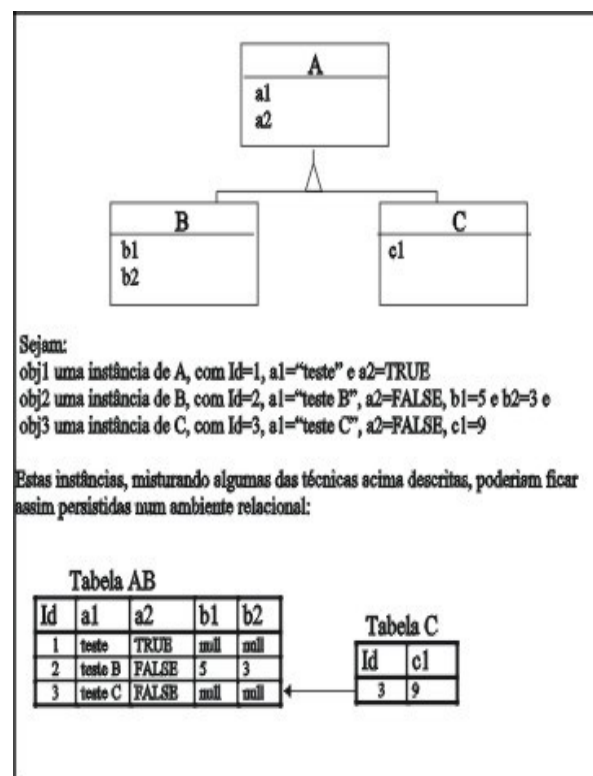 A
a1
a2
B
b1
b2
C
c1
Sejam:
obj1 uma instância de A, com Id=1, a1=“teste” e a2=TRUE
obj2 uma instância de B, com Id=2, a1=“teste B”, a2=FALSE, b1=5 e b2=3 e
obj3 uma instância de C, com Id=3, a1=“teste C”, a2=FALSE, c1=9
Estas instâncias, misturando algumas das técnicas acima descritas, poderiam ficar
assim persistidas num ambiente relacional:
Tabela AB
Id a1 a2 b1 b2
1 teste TRUE null null
2 teste B FALSE 5 3
3 teste C FALSE null null
Tabela C
Id c1
3 9